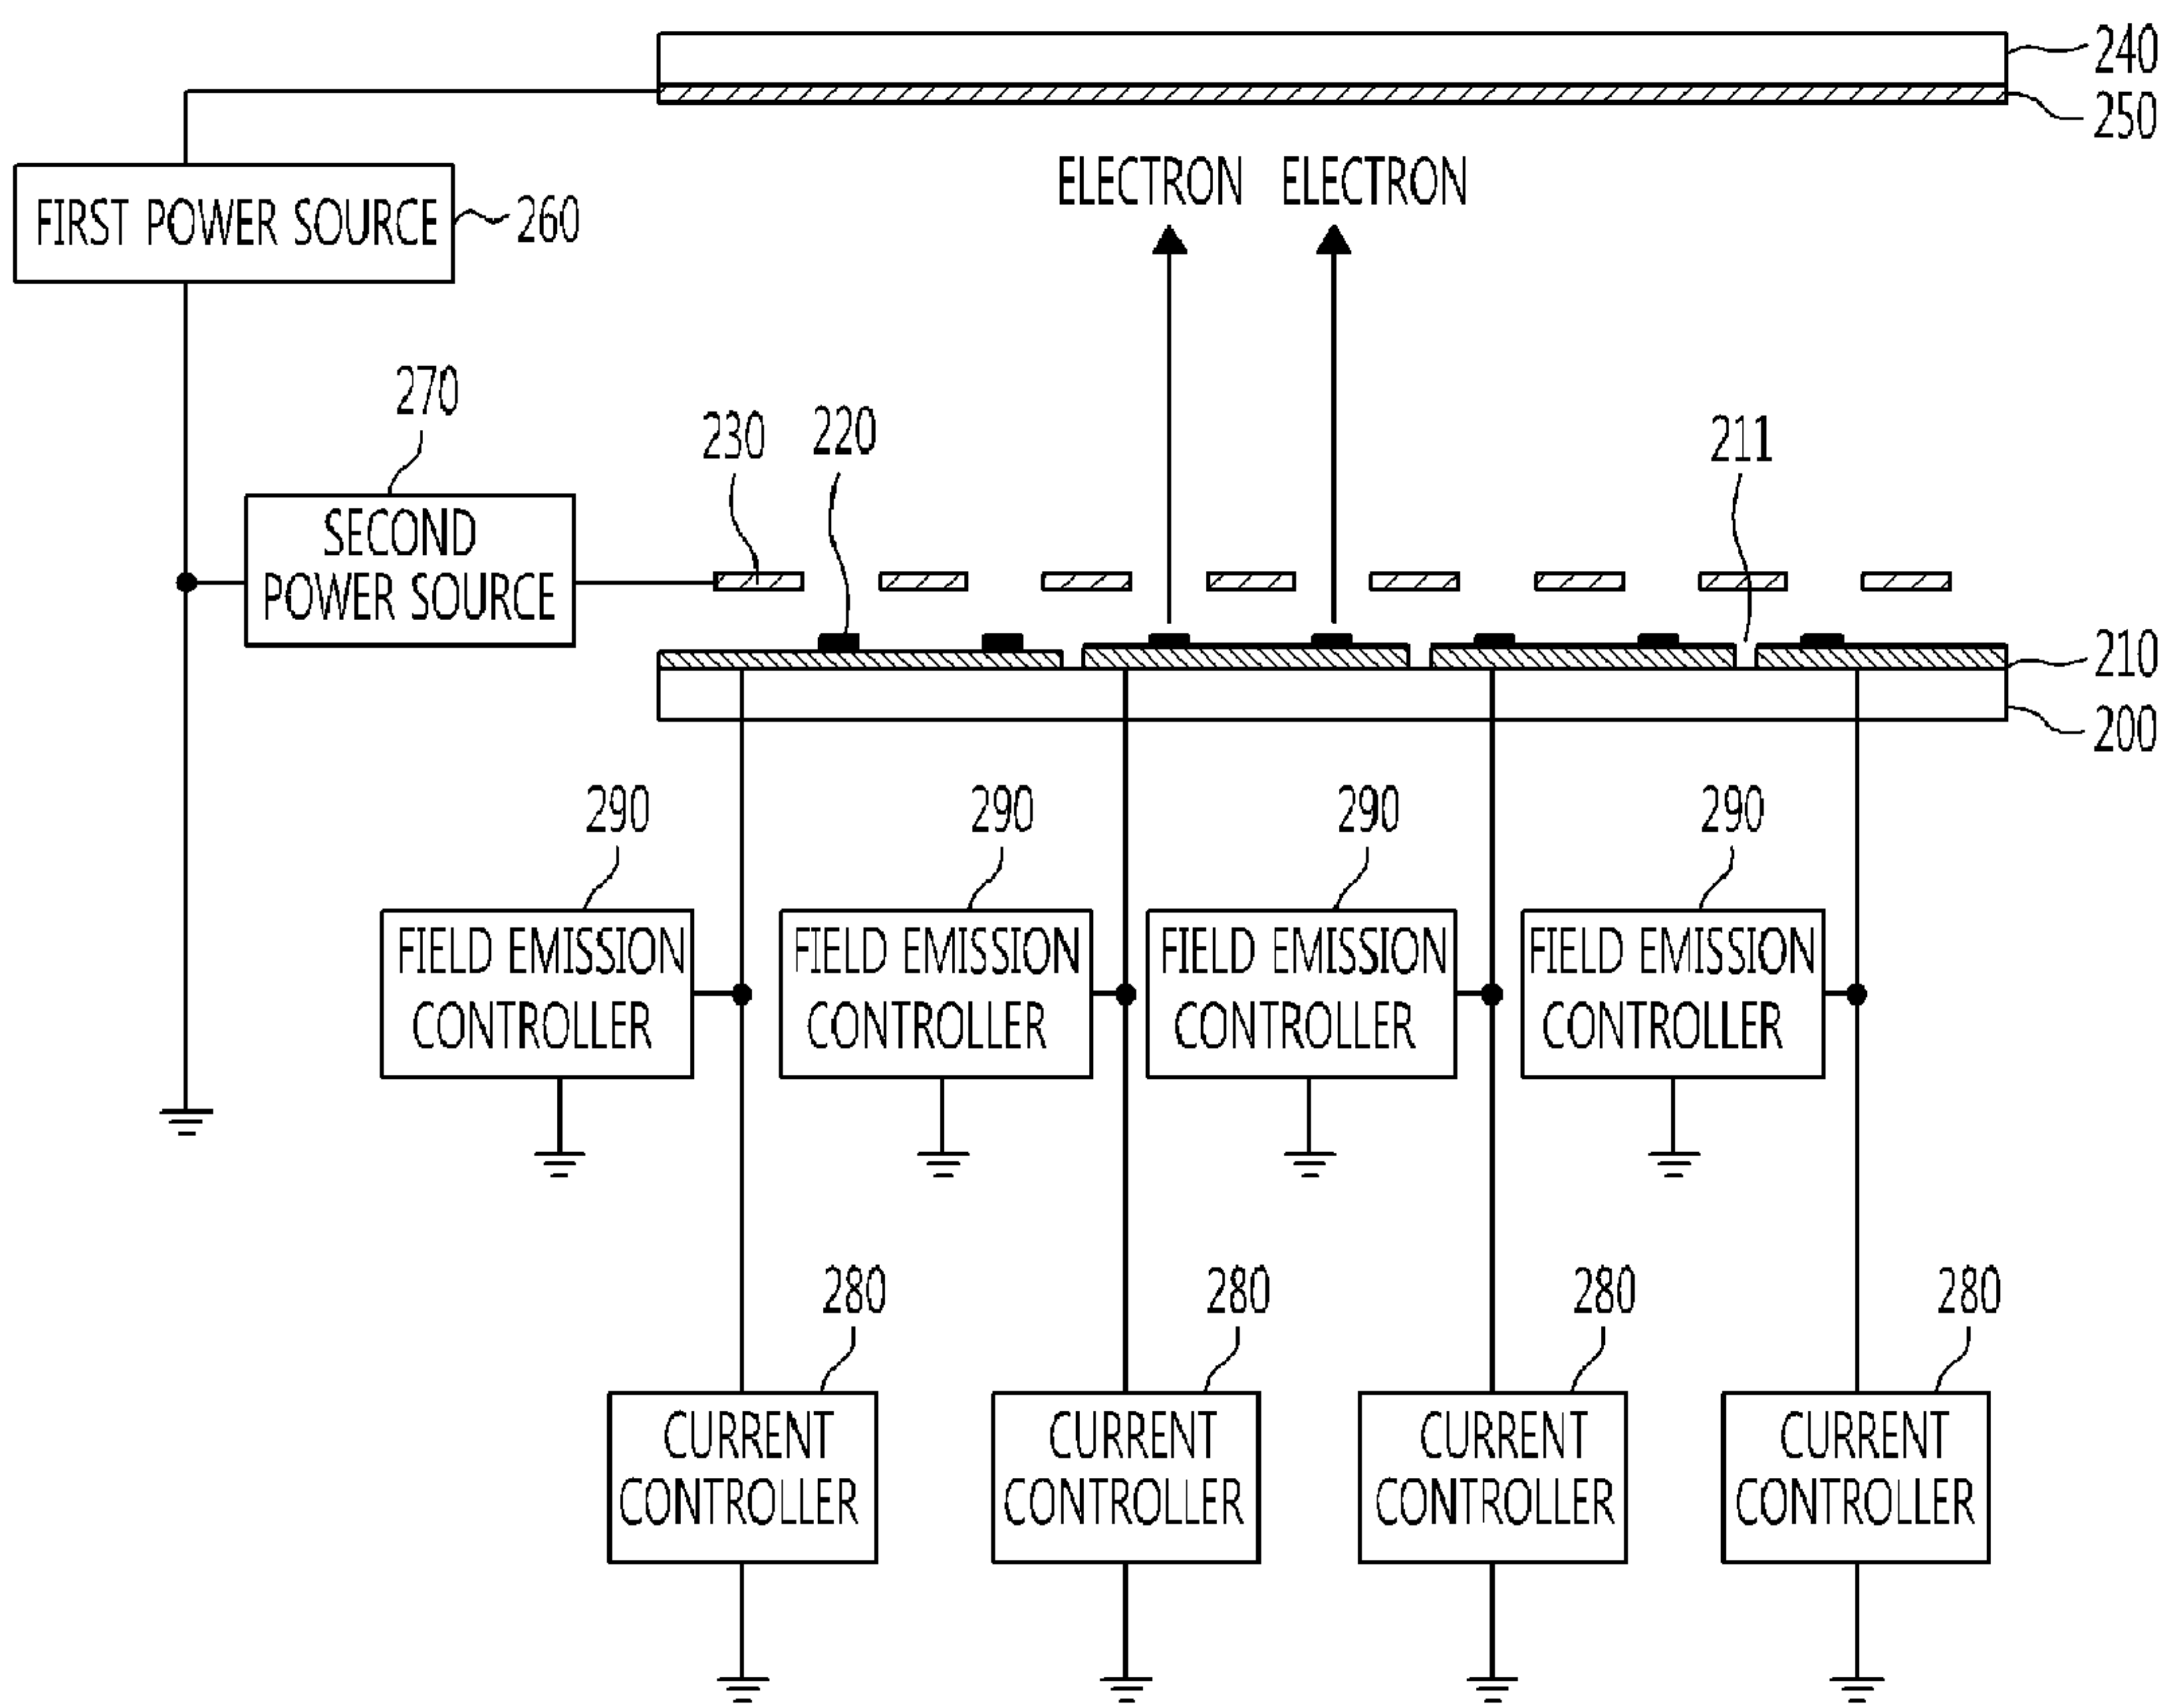 240
250
ELECTRON ELECTRON
FIRST POWER SOURCE
260
270
230
220
211
SECOND
POWER SOURCE
210
200
290 290 290 290
FIELD EMISSION
CONTROLLER
FIELD EMISSION
CONTROLLER
FIELD EMISSION
CONTROLLER
FIELD EMISSION
CONTROLLER
280 280 280 280
CURRENT
CONTROLLER
CURRENT
CONTROLLER
CURRENT
CONTROLLER
CURRENT
CONTROLLER